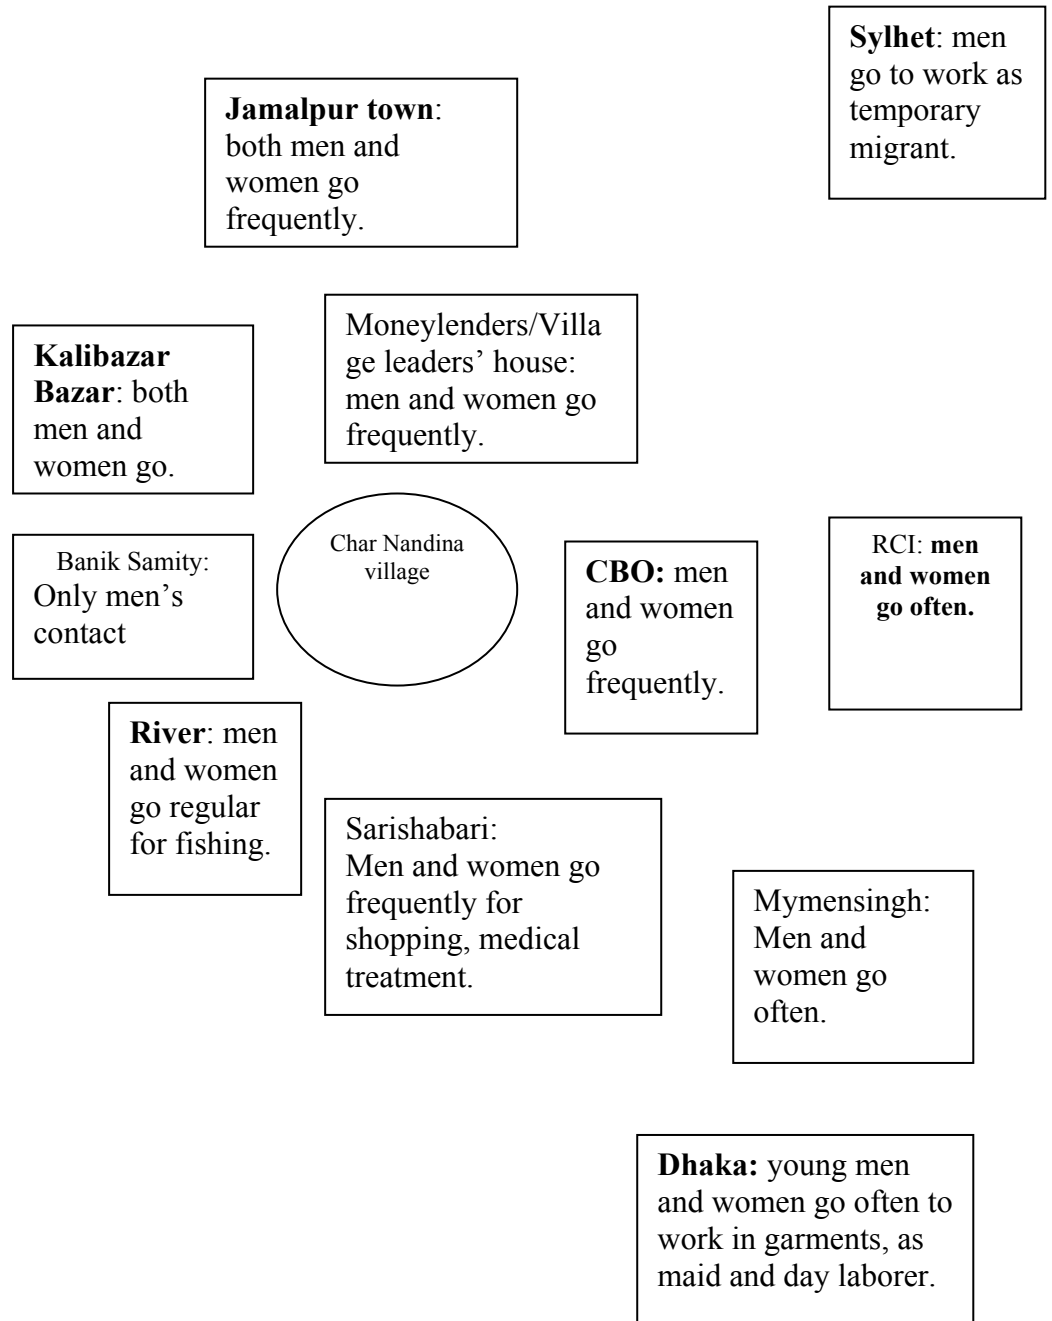 Sylhet: men
go to work as
temporary
migrant.
Jamalpur town:
both men and
women go
frequently.
Moneylenders/Villa
ge leaders’ house:
men and women go
frequently.
Kalibazar
Bazar: both
men and
women go.
Char Nandina
village
Banik Samity:
Only men’s
contact
CBO: men
and women
go
frequently.
RCI: men
and women
go often.
River: men
and women
go regular
for fishing.
Sarishabari:
Men and women go
frequently for
shopping, medical
treatment.
Mymensingh:
Men and
women go
often.
Dhaka: young men
and women go often to
work in garments, as
maid and day laborer.